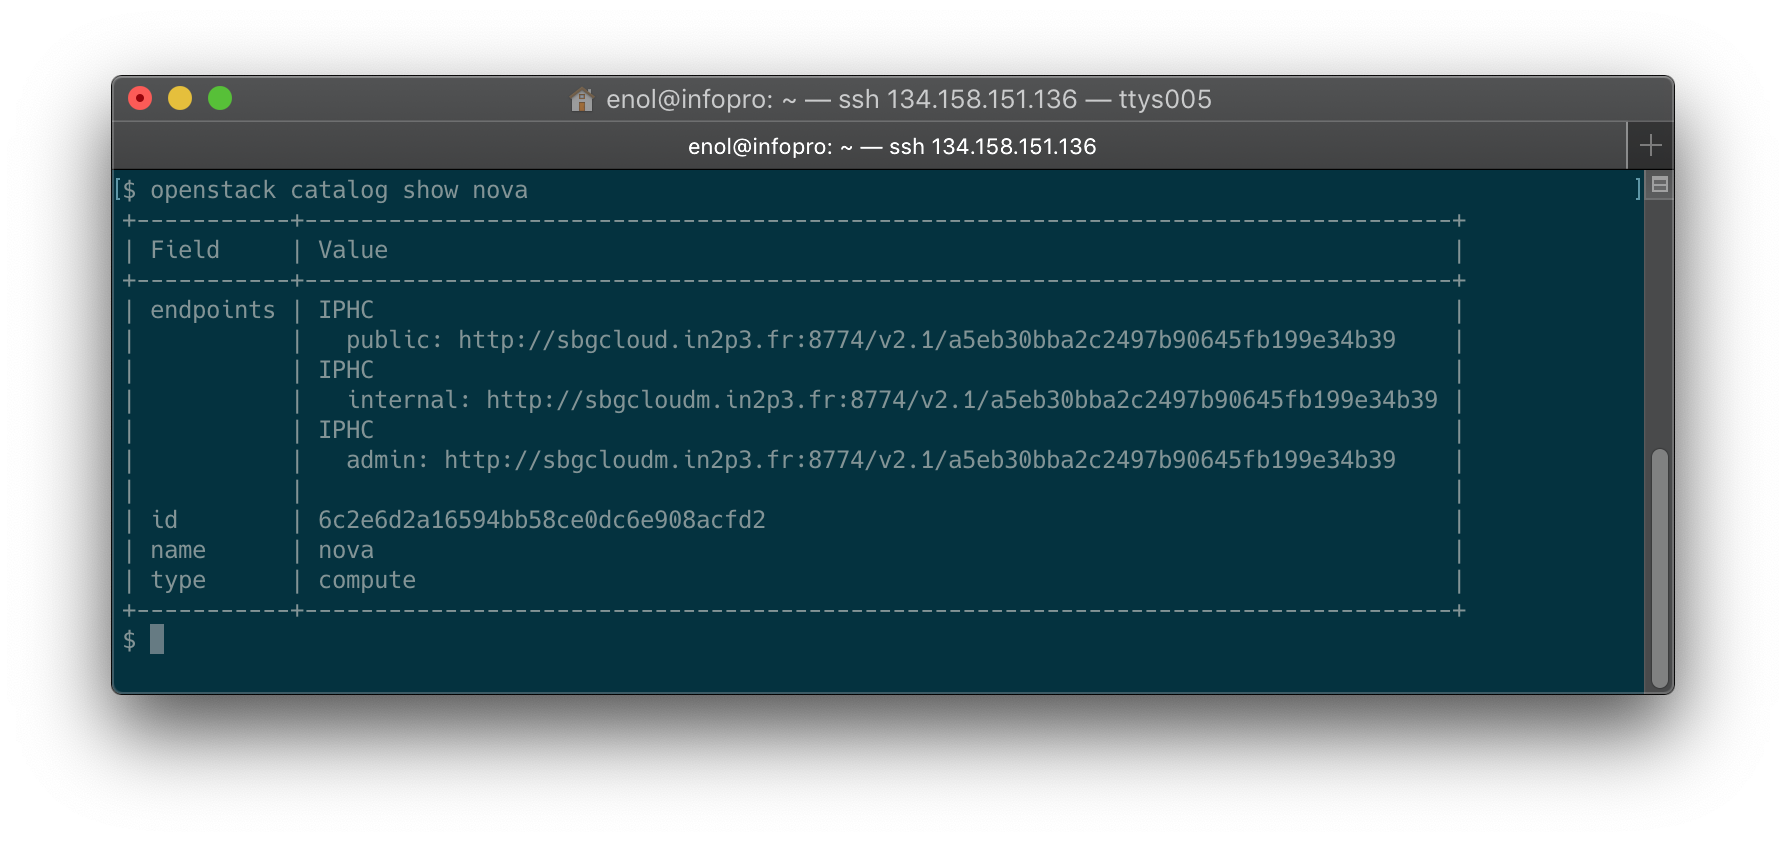 enol@infopro: ~ — ssh 134.158.151.136 — ttys005
enol@infopro: ~ — ssh 134.158.151.136
[$ openstack catalog show nova ]
+-----------+----------------------------------------------------------------------------------+
| Field     | Value                                                                            |
+-----------+----------------------------------------------------------------------------------+
| endpoints | IPHC                                                                             |
|           |   public: http://sbgcloud.in2p3.fr:8774/v2.1/a5eb30bba2c2497b90645fb199e34b39    |
|           | IPHC                                                                             |
|           |   internal: http://sbgcloudm.in2p3.fr:8774/v2.1/a5eb30bba2c2497b90645fb199e34b39 |
|           | IPHC                                                                             |
|           |   admin: http://sbgcloudm.in2p3.fr:8774/v2.1/a5eb30bba2c2497b90645fb199e34b39    |
|           |                                                                                  |
| id        | 6c2e6d2a16594bb58ce0dc6e908acfd2                                                 |
| name      | nova                                                                             |
| type      | compute                                                                          |
+-----------+----------------------------------------------------------------------------------+
$